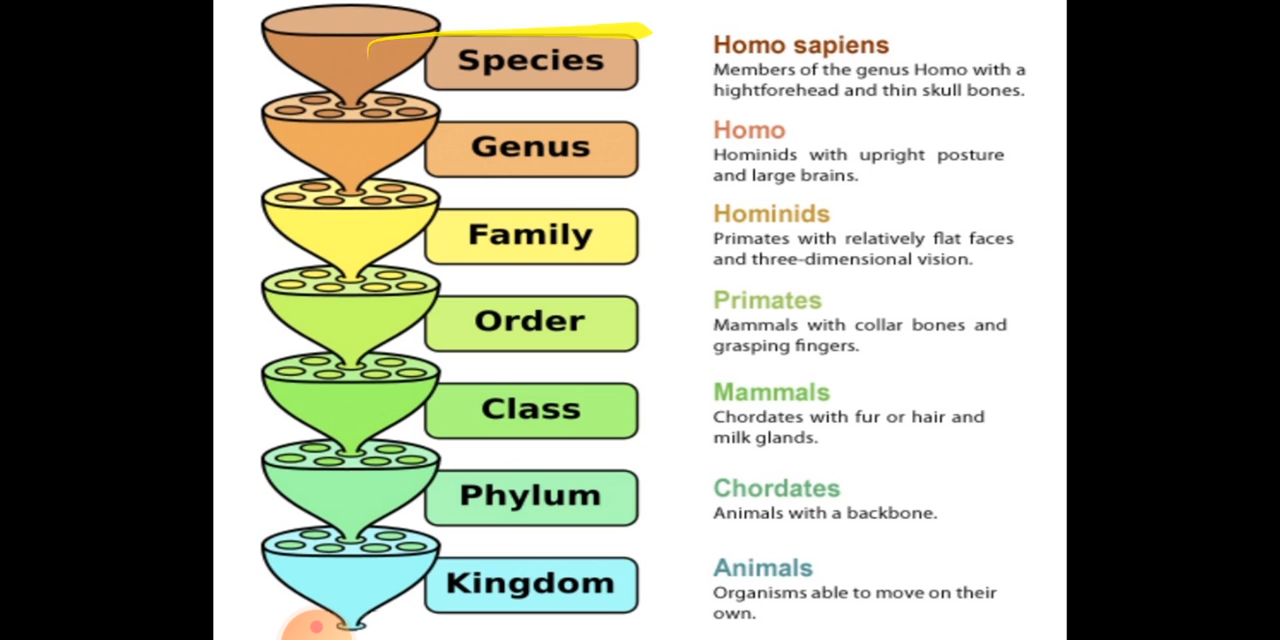 Species
Homo sapiens
Members of the genus Homo with a
hightforehead and thin skull bones.
Genus
Homo
Hominids with upright posture
and large brains.
Family
Hominids
Primates with relatively flat faces
and three-dimensional vision.
Order
Primates
Mammals with collar bones and
grasping fingers.
Class
Mammals
Chordates with fur or hair and
milk glands.
Phylum
Chordates
Animals with a backbone.
Kingdom
Animals
Organisms able to move on their
own.